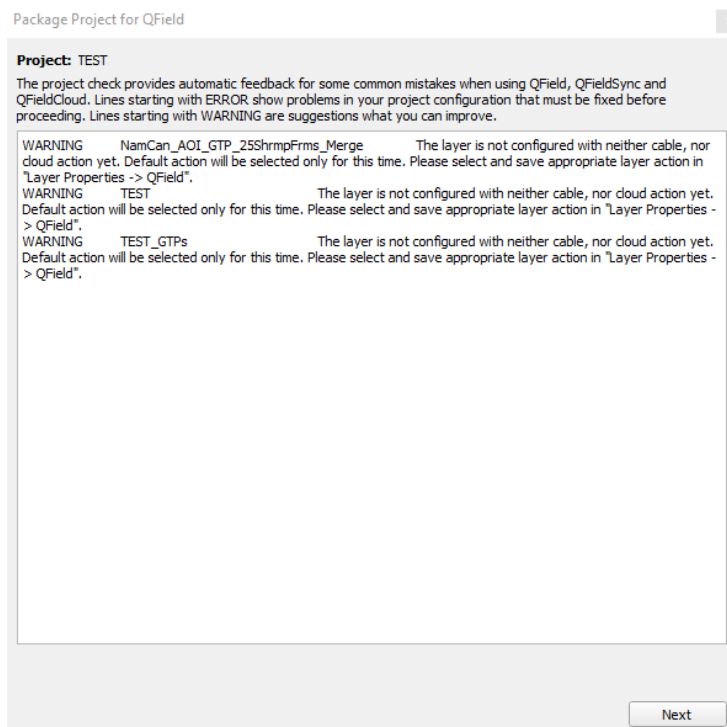 Package Project for QField
Project: TEST
The project check provides automatic feedback for some common mistakes when using QField, QFieldSync and
QFieldCloud. Lines starting with ERROR show problems in your project configuration that must be fixed before
proceeding. Lines starting with WARNING are suggestions what you can improve.
WARNING NamCan_AOI_GTP_25ShrmpFrms_Merge The layer is not configured with neither cable, nor
cloud action yet. Default action will be selected only for this time. Please select and save appropriate layer action in
"Layer Properties -> QField".
WARNING TEST The layer is not configured with neither cable, nor cloud action yet.
Default action will be selected only for this time. Please select and save appropriate layer action in "Layer Properties -
> QField".
WARNING TEST_GTPs The layer is not configured with neither cable, nor cloud action yet.
Default action will be selected only for this time. Please select and save appropriate layer action in "Layer Properties -
> QField".
Next